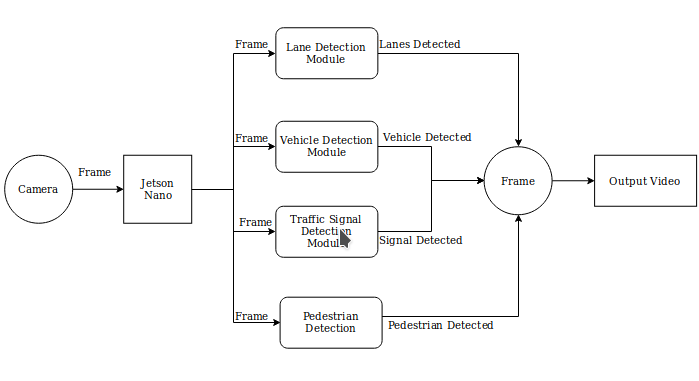 Frame
Lane Detection
Module
Lanes Detected
Frame
Vehicle Detection
Module
Vehicle Detected
Camera
Frame
Jetson
Nano
Frame
Output Video
Frame
Traffic Signal
Detection
Module
Signal Detected
Frame
Pedestrian
Detection
Pedestrian Detected